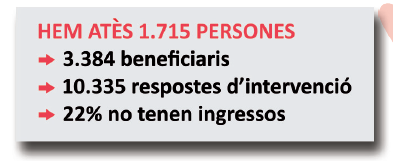 HEM ATÈS 1.715 PERSONES
➡ 3.384 beneficiaris
➡ 10.335 respostes d'intervenció
➡ 22% no tenen ingressos